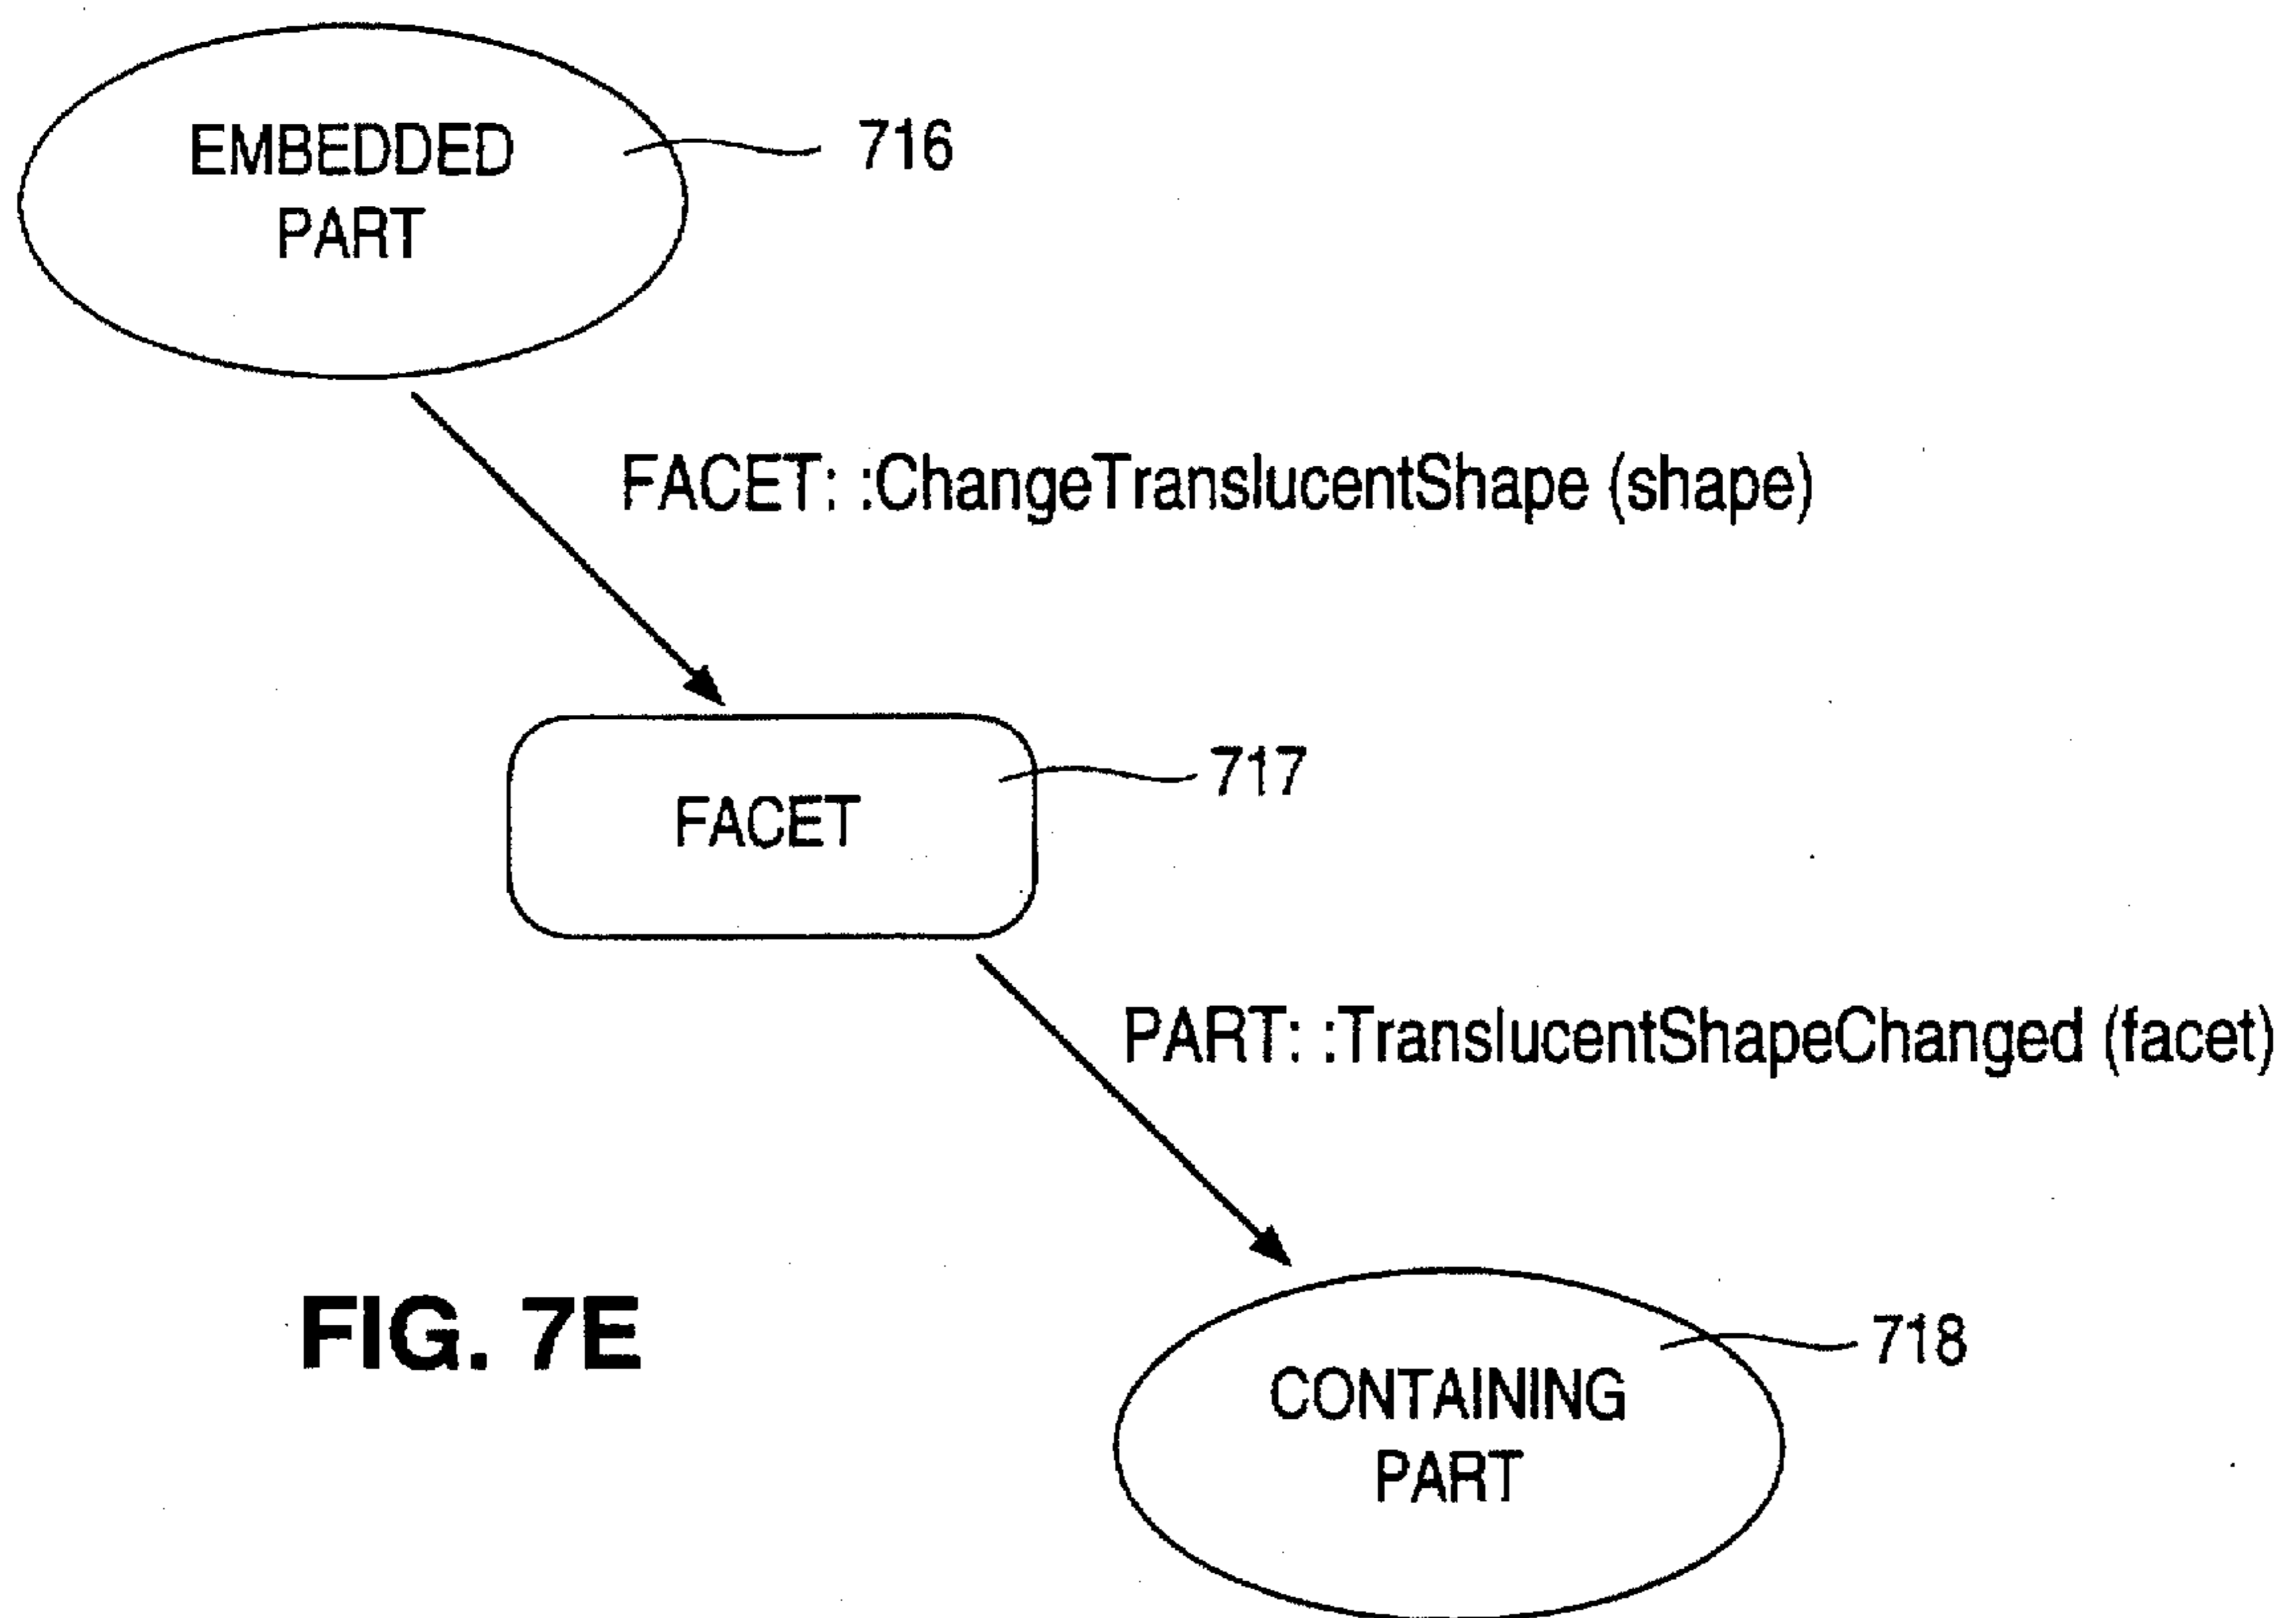 EMBEDDED
PART
716
FACET: :ChangeTranslucentShape (shape)
FACET
717
PART: :TranslucentShapeChanged (facet)
FIG. 7E
CONTAINING
PART
718